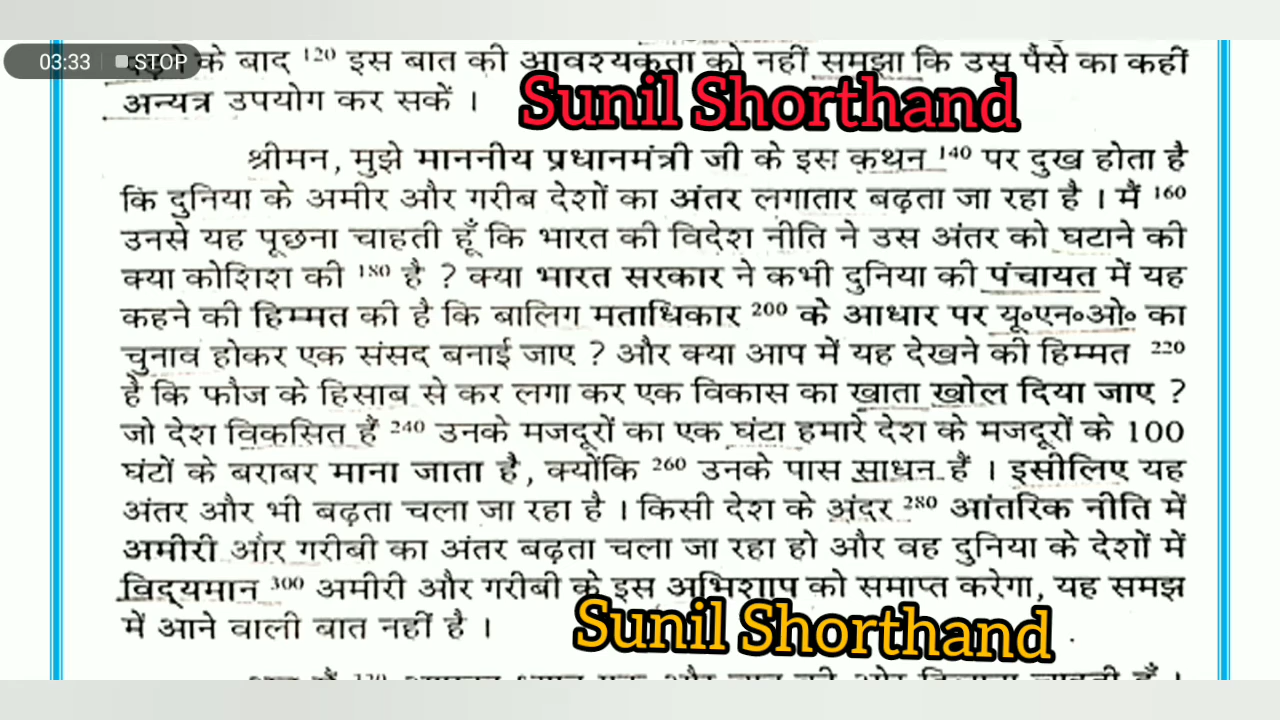 03:33 STOP
के बाद 120 इस बात की आवश्यकता को नहीं समझा कि उस पैसे का कहीं
अन्यत्र उपयोग कर सकें ।
Sunil Shorthand
श्रीमन, मुझे माननीय प्रधानमंत्री जी के इस कथन 140 पर दुख होता है
कि दुनिया के अमीर और गरीब देशों का अंतर लगातार बढ़ता जा रहा है । मैं 160
उनसे यह पूछना चाहती हूँ कि भारत की विदेश नीति ने उस अंतर को घटाने की
क्या कोशिश की 180 है ? क्या भारत सरकार ने कभी दुनिया की पंचायत में यह
कहने की हिम्मत की है कि बालिग मताधिकार 200 के आधार पर यू॰एन॰ओ॰ का
चुनाव होकर एक संसद बनाई जाए ? और क्या आप में यह देखने की हिम्मत 220
है कि फौज के हिसाब से कर लगा कर एक विकास का खाता खोल दिया जाए ?
जो देश विकसित हैं 240 उनके मजदूरों का एक घंटा हमारे देश के मजदूरों के 100
घंटों के बराबर माना जाता है, क्योंकि 260 उनके पास साधन हैं । इसीलिए यह
अंतर और भी बढ़ता चला जा रहा है । किसी देश के अंदर 280 आंतरिक नीति में
अमीरी और गरीबी का अंतर बढ़ता चला जा रहा हो और वह दुनिया के देशों में
विद्यमान 300 अमीरी और गरीबी के इस अभिशाप को समाप्त करेगा, यह समझ
में आने वाली बात नहीं है ।
Sunil Shorthand